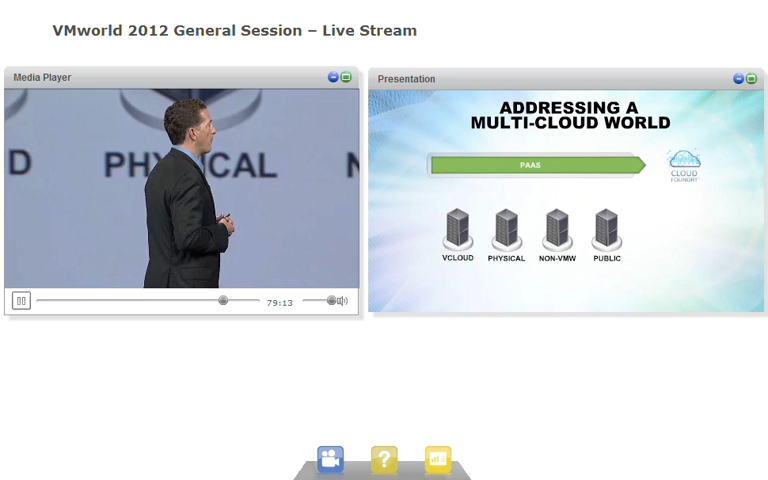 VMworld 2012 General Session – Live Stream
Media Player
Presentation
D PHYSICAL N
79:13
ADDRESSING A
MULTI-CLOUD WORLD
PAAS
CLOUD
FOUNDRY
VCLOUD PHYSICAL NON-VMW PUBLIC
?